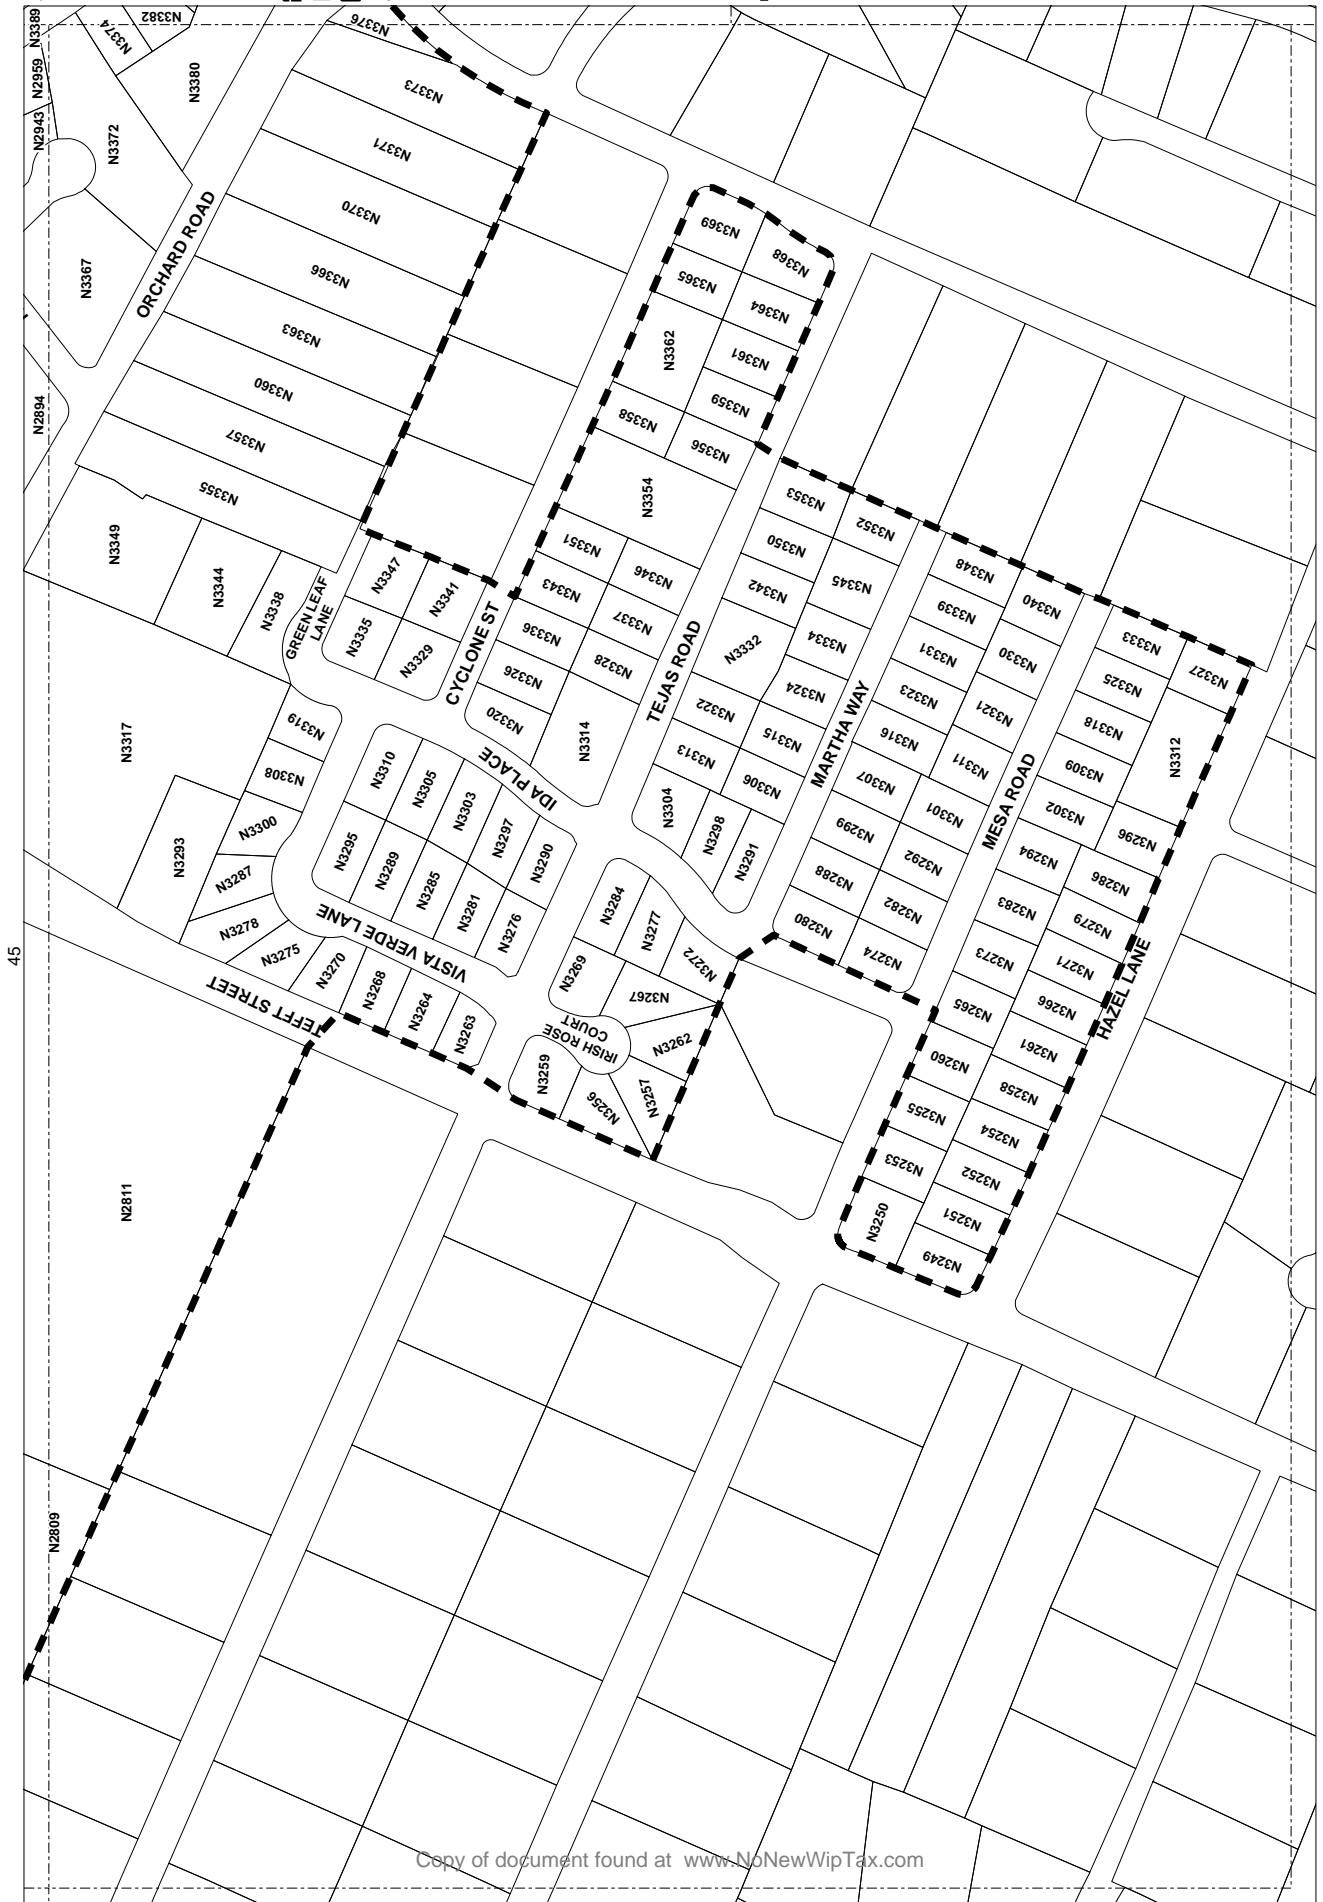 N3389
N3374
N3382
N3376
N2959
N3380
N3373
N2943
N3372
N3371
N3370
N3369
N3368
ORCHARD ROAD
N3367
N3366
N3365
N3364
N3363
N3362
N3361
N3360
N3359
N2894
N3358
N3357
N3356
N3355
N3354
N3353
N3352
N3349
N3351
N3350
N3348
N3344
N3347
N3346
N3345
N3338
N3341
N3343
N3342
N3340
N3339
GREEN LEAF
LANE
N3335
N3337
N3336
N3334
N3333
N3332
N3331
N3330
N3329
N3328
N3327
N3326
N3325
N3324
N3323
CYCLONE ST
TEJAS ROAD
MARTHA WAY
N3322
N3321
N3320
N3319
N3318
N3317
N3316
N3315
N3314
N3313
N3312
N3311
N3310
IDA PLACE
MESA ROAD
N3309
N3308
N3307
N3306
N3305
N3304
N3303
N3302
N3301
N3300
N3299
N3298
N3297
N3296
N3295
N3294
N3293
N3292
N3291
N3290
N3289
N3288
N3287
N3286
N3285
N3284
N3283
N3282
N3281
N3280
N3279
N3278
N3277
N3276
N3275
N3274
N3273
N3272
N3271
N3270
N3269
N3268
N3267
N3266
N3265
N3264
N3263
N3262
N3261
N3260
VISTA VERDE LANE
TEFFT STREET
IRISH ROSE
COURT
HAZEL LANE
45
N3259
N3258
N3257
N3256
N3255
N3254
N3253
N3252
N3251
N3250
N3249
N2811
N2809
Copy of document found at www.NoNewWipTax.com